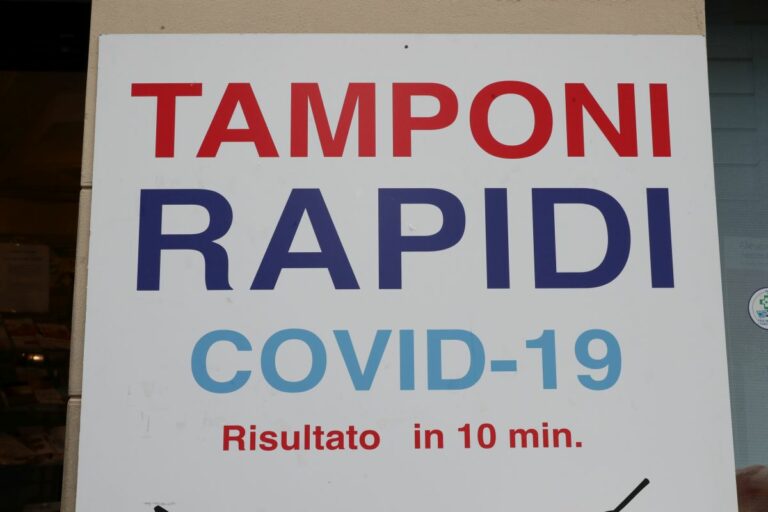 TAMPONI
RAPIDI
COVID-19
Risultato in 10 min.